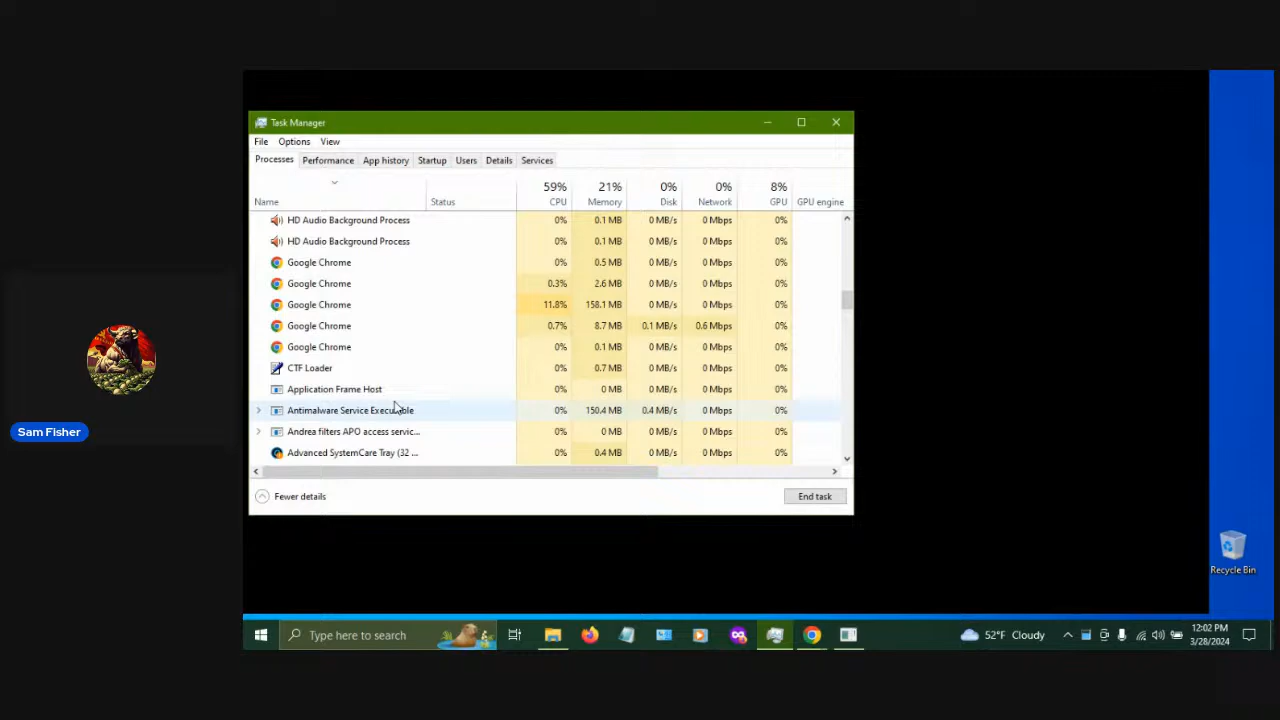 Task Manager
File Options View
Processes Performance App history Startup Users Details Services
59% 21% 0% 0% 8%
Name Status CPU Memory Disk Network GPU GPU engine
HD Audio Background Process 0% 0.1 MB 0 MB/s 0 Mbps 0%
HD Audio Background Process 0% 0.1 MB 0 MB/s 0 Mbps 0%
Google Chrome 0% 0.5 MB 0 MB/s 0 Mbps 0%
Google Chrome 0.3% 2.6 MB 0 MB/s 0 Mbps 0%
Google Chrome 11.8% 158.1 MB 0 MB/s 0 Mbps 0%
Google Chrome 0.7% 8.7 MB 0.1 MB/s 0.6 Mbps 0%
Google Chrome 0% 0.1 MB 0 MB/s 0 Mbps 0%
CTF Loader 0% 0.7 MB 0 MB/s 0 Mbps 0%
Application Frame Host 0% 0 MB 0 MB/s 0 Mbps 0%
Antimalware Service Executable 0% 150.4 MB 0.4 MB/s 0 Mbps 0%
Andrea filters APO access servic... 0% 0 MB 0 MB/s 0 Mbps 0%
Advanced SystemCare Tray (32 ... 0% 0.4 MB 0 MB/s 0 Mbps 0%
Fewer details End task
Sam Fisher
Recycle Bin
Type here to search
52°F Cloudy
12:02 PM
3/28/2024